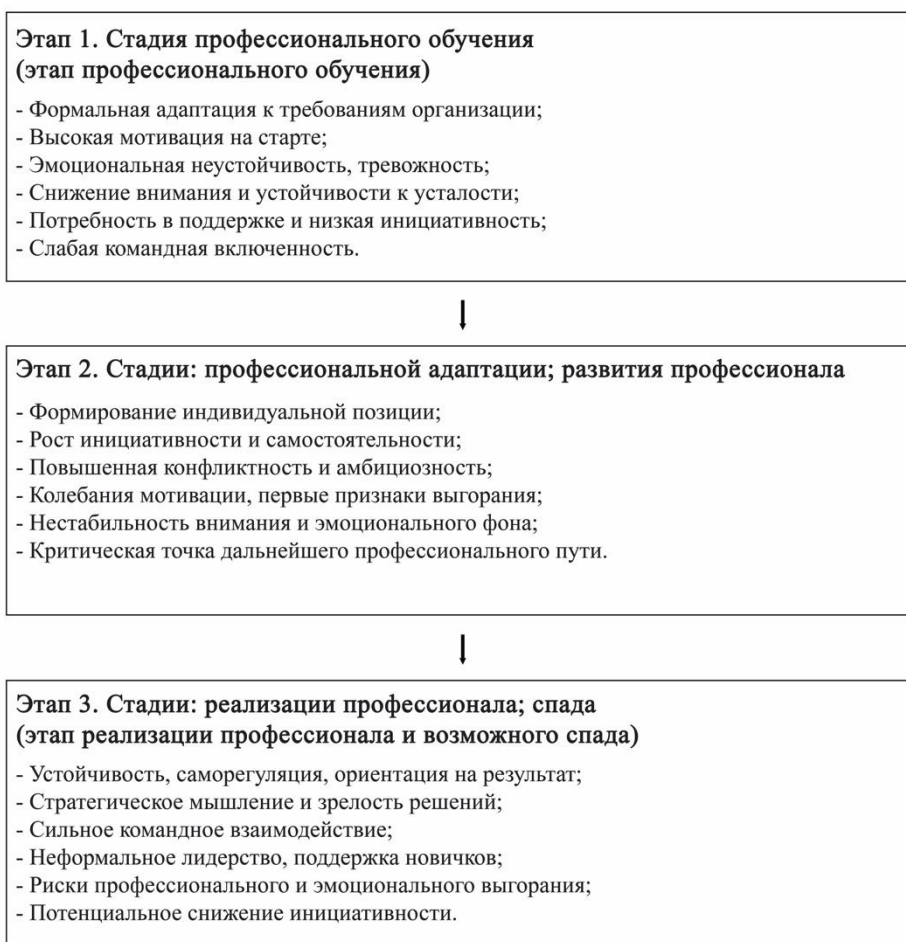 Этап 1. Стадия профессионального обучения
(этап профессионального обучения)
- Формальная адаптация к требованиям организации;
- Высокая мотивация на старте;
- Эмоциональная неустойчивость, тревожность;
- Снижение внимания и устойчивости к усталости;
- Потребность в поддержке и низкая инициативность;
- Слабая командная включенность.
Этап 2. Стадии: профессиональной адаптации; развития профессионала
- Формирование индивидуальной позиции;
- Рост инициативности и самостоятельности;
- Повышенная конфликтность и амбициозность;
- Колебания мотивации, первые признаки выгорания;
- Нестабильность внимания и эмоционального фона;
- Критическая точка дальнейшего профессионального пути.
Этап 3. Стадии: реализации профессионала; спада
(этап реализации профессионала и возможного спада)
- Устойчивость, саморегуляция, ориентация на результат;
- Стратегическое мышление и зрелость решений;
- Сильное командное взаимодействие;
- Неформальное лидерство, поддержка новичков;
- Риски профессионального и эмоционального выгорания;
- Потенциальное снижение инициативности.